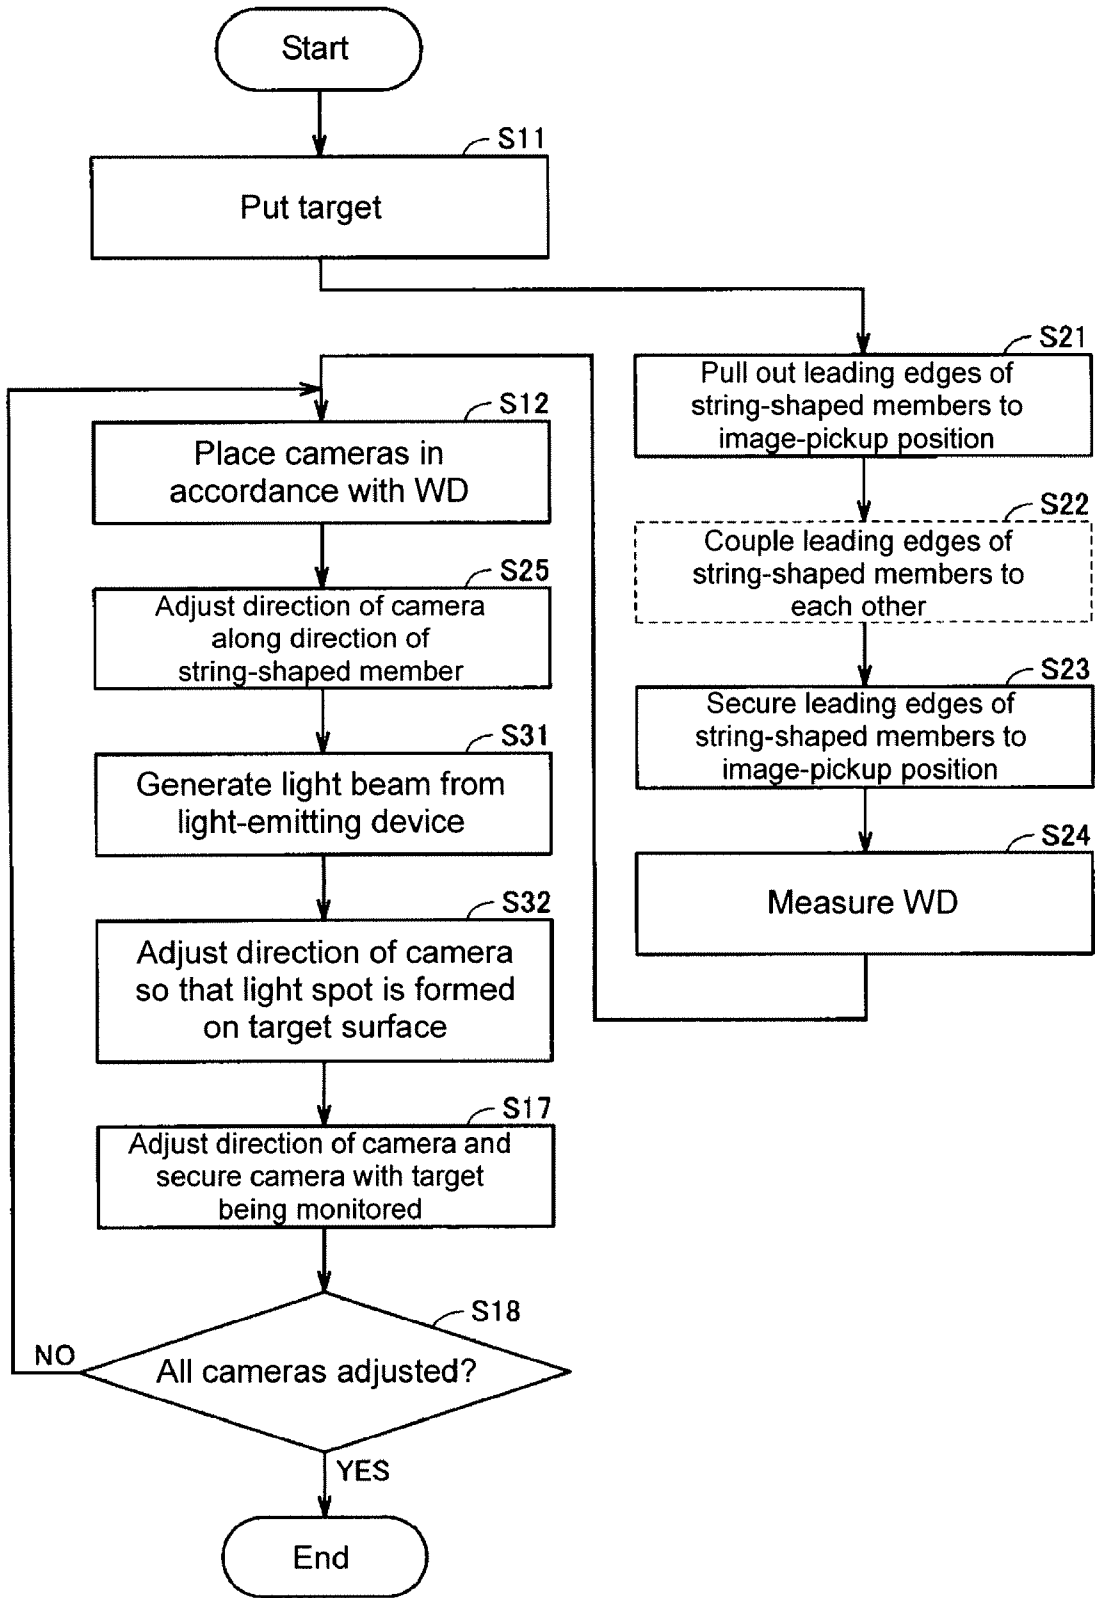 Start
S11
Put target
S21
Pull out leading edges of
string-shaped members to
image-pickup position
S22
Couple leading edges of
string-shaped members to
each other
S23
Secure leading edges of
string-shaped members to
image-pickup position
S24
Measure WD
S12
Place cameras in
accordance with WD
S25
Adjust direction of camera
along direction of
string-shaped member
S31
Generate light beam from
light-emitting device
S32
Adjust direction of camera
so that light spot is formed
on target surface
S17
Adjust direction of camera and
secure camera with target
being monitored
S18
All cameras adjusted?
NO
YES
End